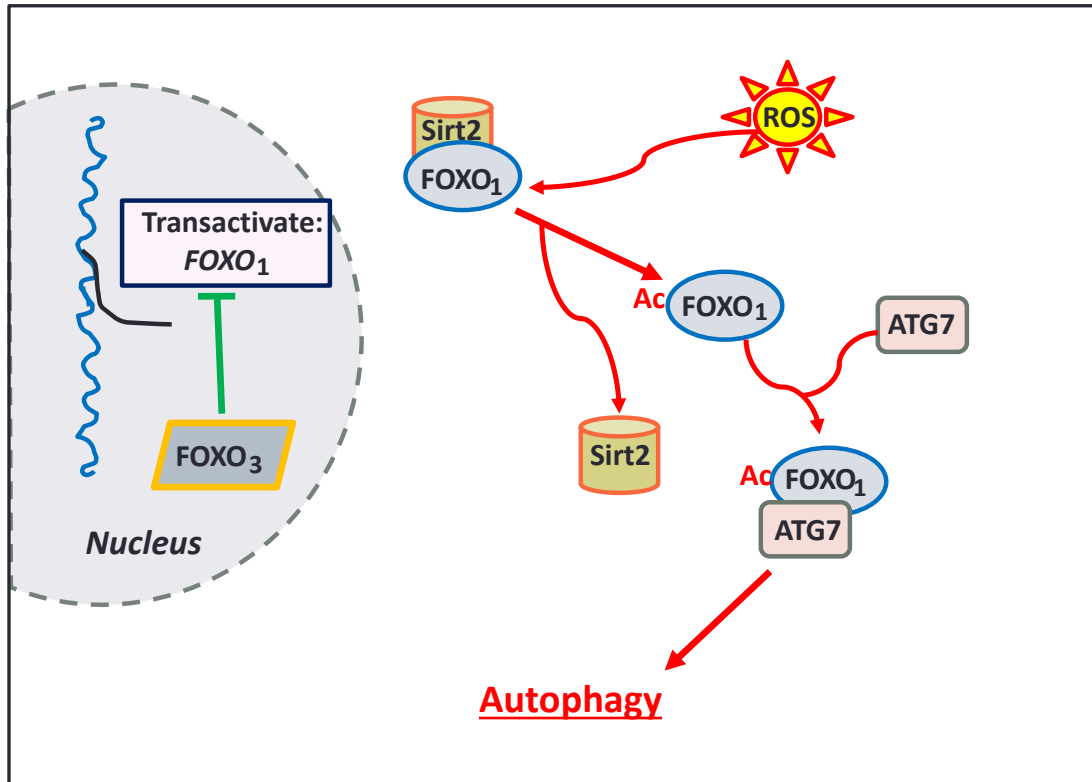 Sirt2
FOXO1
ROS
Transactivate:
FOXO1
Ac
FOXO1
ATG7
FOXO3
Sirt2
Ac
FOXO1
ATG7
Nucleus
Autophagy